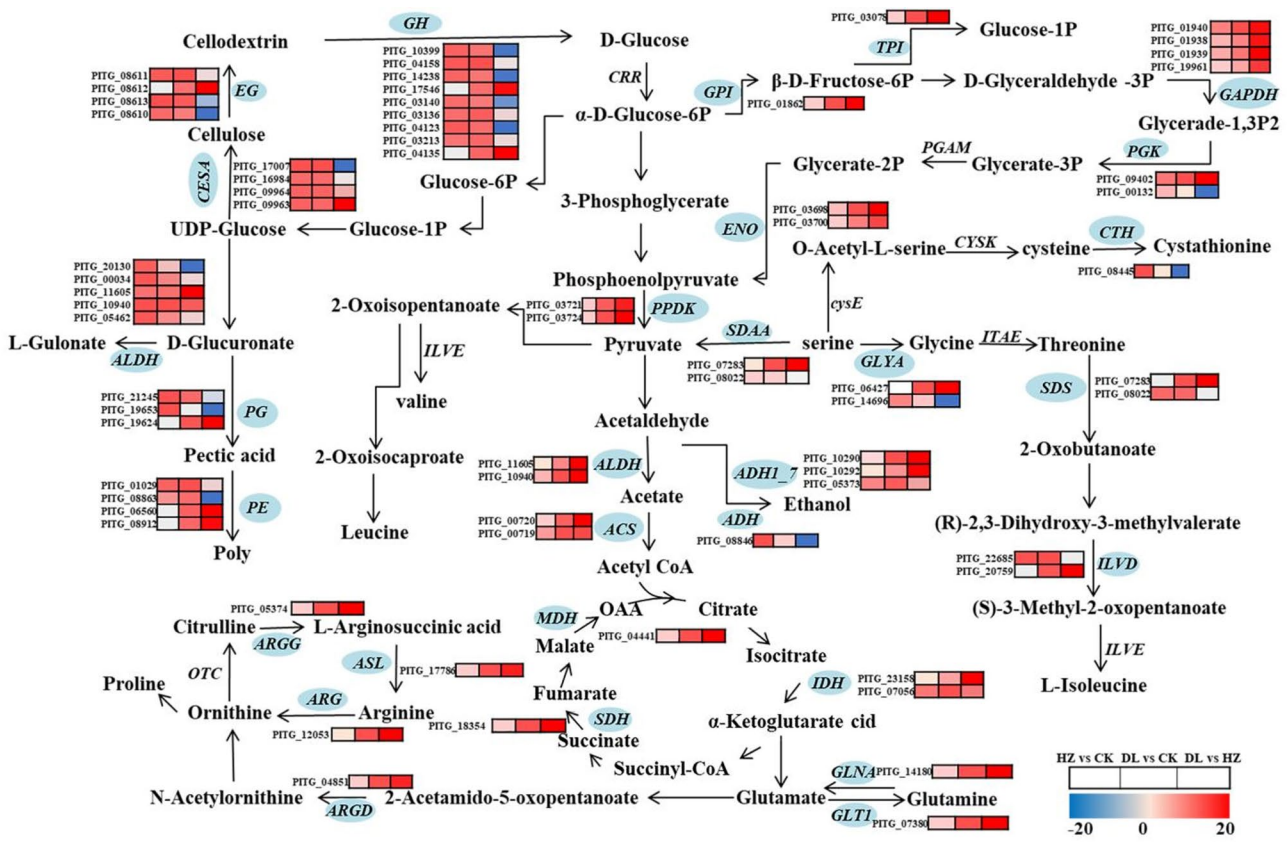 GH
Cellodextrin
D-Glucose
PITG_10399
PITG_04158
PITG_14238
PITG_17546
PITG_03140
PITG_03136
PITG_04123
PITG_03213
PITG_04135
PITG_08611
PITG_08612
PITG_08613
PITG_08610
EG
Cellulose
CRR
α-D-Glucose-6P
GPI
PITG_03078
TPI
Glucose-1P
β-D-Fructose-6P
PITG_01862
D-Glyceraldehyde -3P
PITG_01940
PITG_01938
PITG_01939
PITG_19961
GAPDH
Glycerade-1,3P2
PGK
PITG_09402
PITG_00132
Glycerate-3P
PGAM
Glycerate-2P
ENO
CESA
PITG_17007
PITG_16984
PITG_09964
PITG_09963
UDP-Glucose
Glucose-1P
Glucose-6P
3-Phosphoglycerate
Phosphoenolpyruvate
PITG_03698
PITG_03700
O-Acetyl-L-serine
CYSK
cysteine
CTH
Cystathionine
PITG_08445
cysE
PITG_20130
PITG_00034
PITG_11605
PITG_10940
PITG_05462
2-Oxoisopentanoate
PITG_03721
PITG_03724
PPDK
L-Gulonate
ALDH
D-Glucuronate
ILVE
valine
Pyruvate
SDAA
PITG_07283
PITG_08022
serine
GLYA
PITG_06427
PITG_14696
Glycine
ITAE
Threonine
SDS
PITG_07283
PITG_08022
PITG_21245
PITG_19653
PITG_19624
PG
Pectic acid
2-Oxoisocaproate
Leucine
Acetaldehyde
2-Oxobutanoate
PITG_11605
PITG_10940
ALDH
ADH1_7
PITG_10290
PITG_10292
PITG_05373
PITG_01029
PITG_08863
PITG_06560
PITG_08912
PE
Poly
Acetate
Ethanol
ADH
PITG_08846
PITG_00720
PITG_00719
ACS
Acetyl CoA
(R)-2,3-Dihydroxy-3-methylvalerate
PITG_22685
PITG_20759
ILVD
(S)-3-Methyl-2-oxopentanoate
ILVE
L-Isoleucine
PITG_05374
Citrulline
ARGG
L-Arginosuccinic acid
MDH
OAA
Citrate
PITG_04441
Malate
Isocitrate
OTC
ASL
PITG_17786
Proline
Ornithine
ARG
Arginine
PITG_12053
Fumarate
PITG_18354
SDH
Succinate
IDH
PITG_23158
PITG_07056
α-Ketoglutarate cid
Succinyl-CoA
PITG_04851
N-Acetylornithine
ARGD
2-Acetamido-5-oxopentanoate
Glutamate
GLNA
PITG_14180
GLT1
Glutamine
PITG_07380
HZ vs CK DL vs CK DL vs HZ
-20 0 20